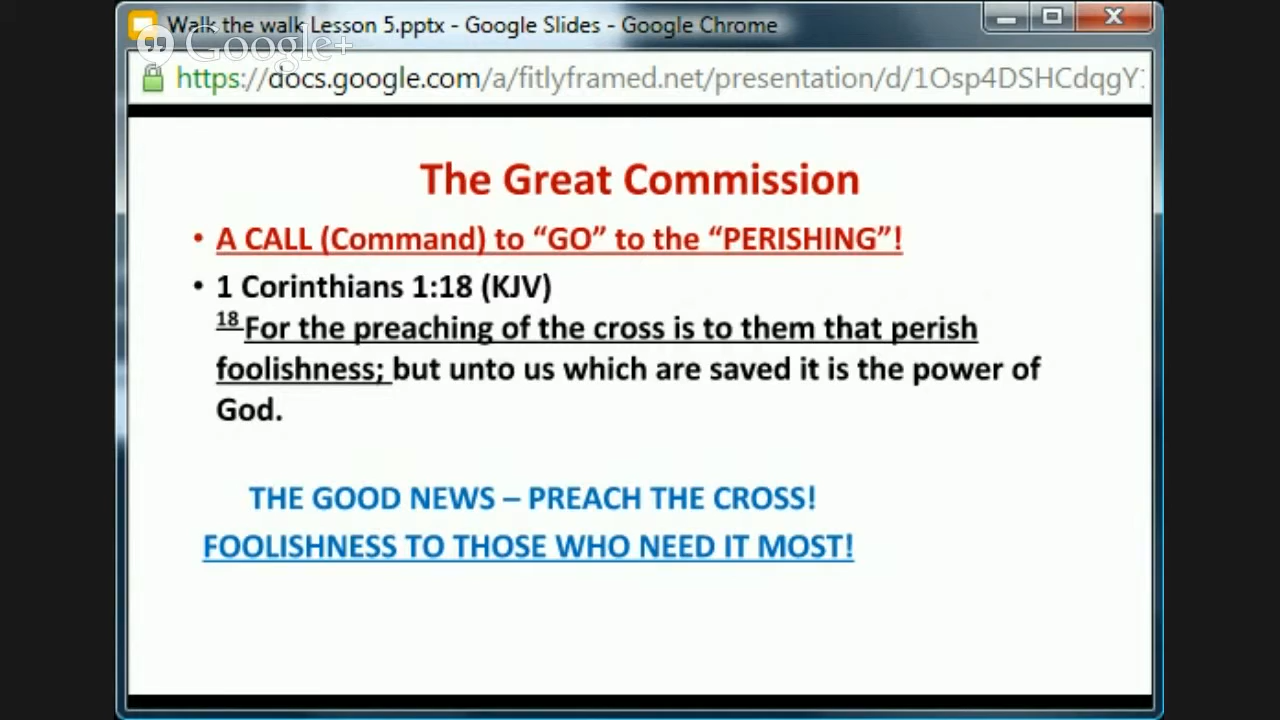 Walk the walk Lesson 5.pptx - Google Slides - Google Chrome
Google+
https://docs.google.com/a/fitlyframed.net/presentation/d/1Osp4DSHCdqgY
The Great Commission
• A CALL (Command) to “GO” to the “PERISHING”!
• 1 Corinthians 1:18 (KJV)
18 For the preaching of the cross is to them that perish
foolishness; but unto us which are saved it is the power of
God.
THE GOOD NEWS – PREACH THE CROSS!
FOOLISHNESS TO THOSE WHO NEED IT MOST!